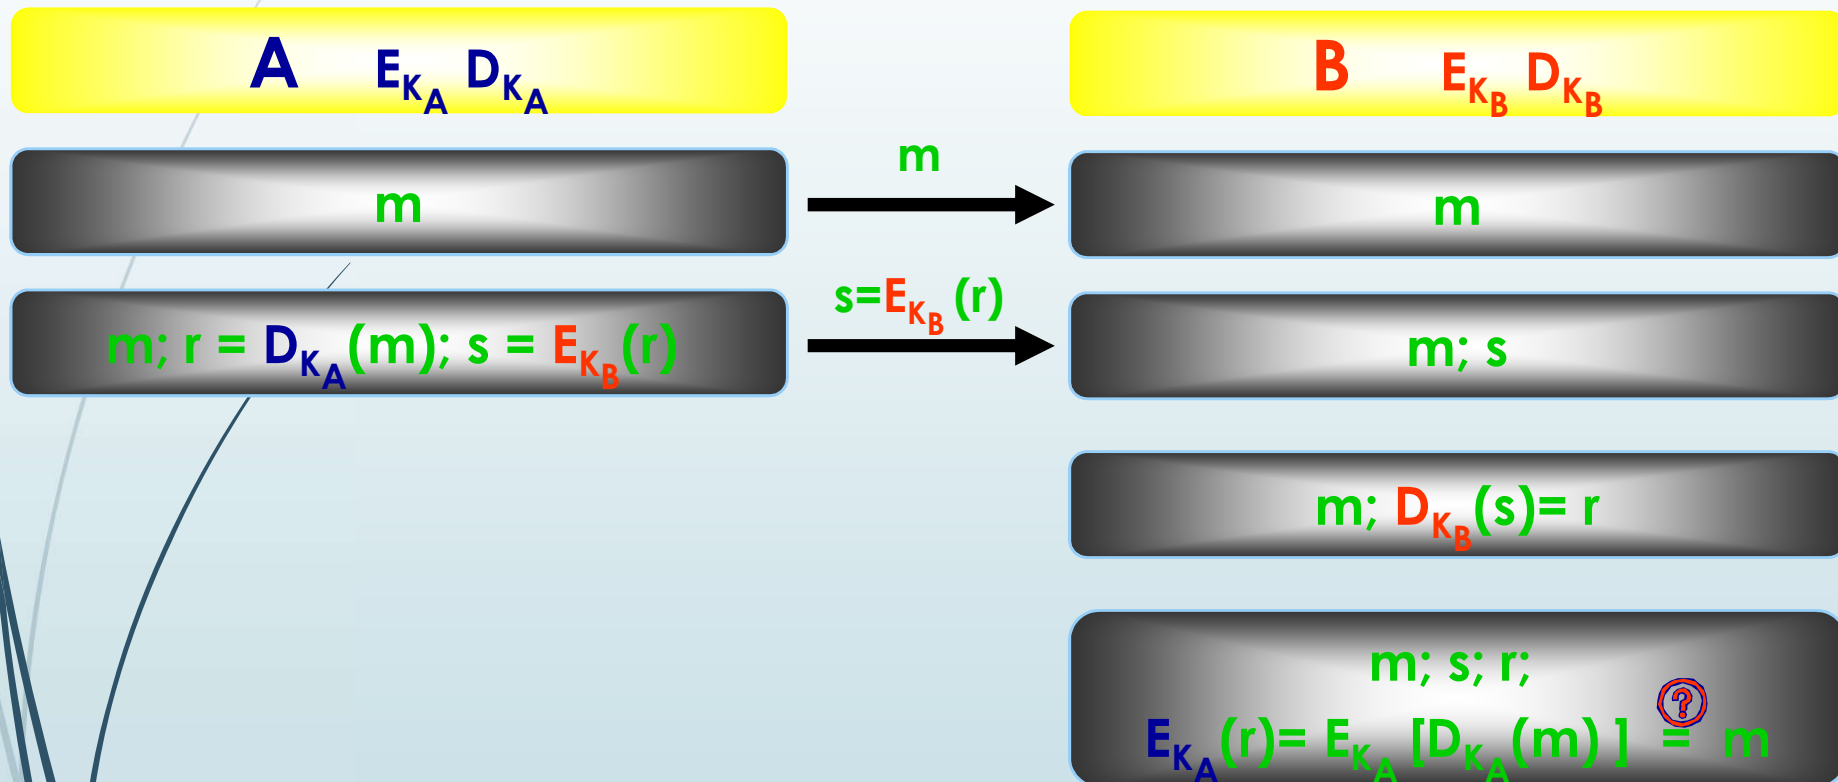 A E_{K_A} D_{K_A}
B E_{K_B} D_{K_B}
m
m
m
m; r = D_{K_A}(m); s = E_{K_B}(r)
s=E_{K_B} (r)
m; s
m; D_{K_B}(s)= r
m; s; r;
?
E_{K_A}(r)= E_{K_A} [D_{K_A}(m) ] = m